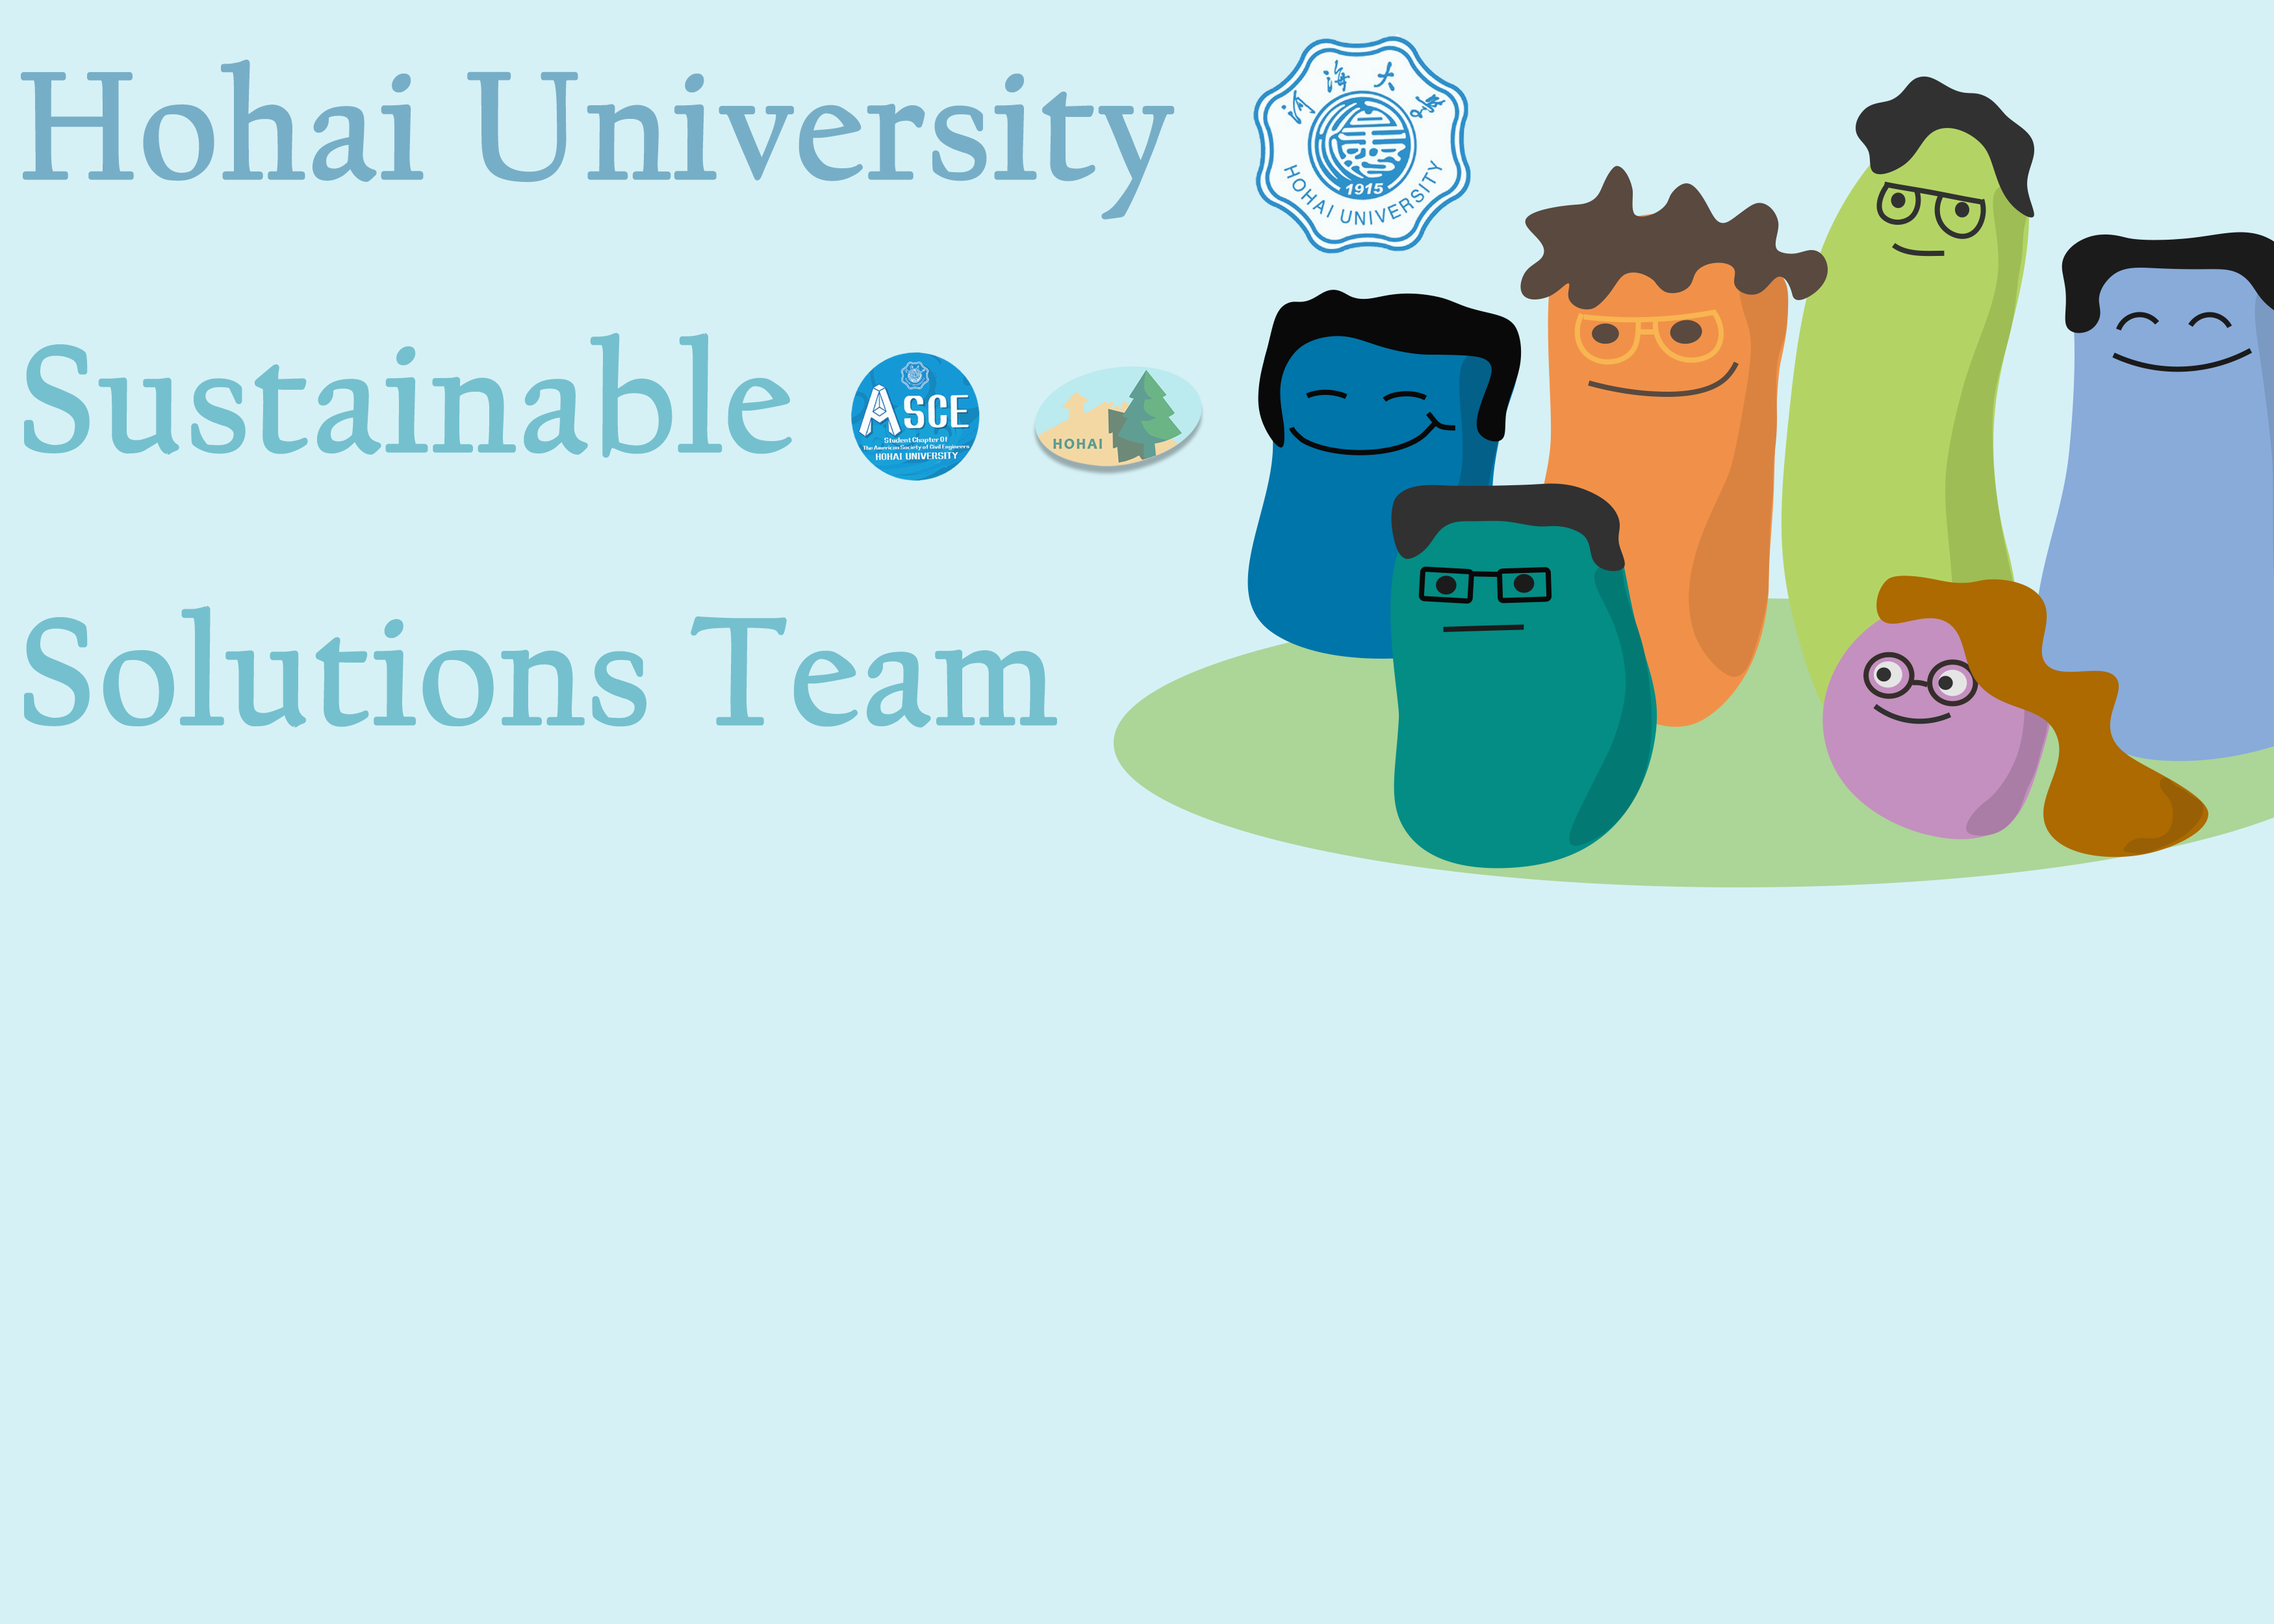 Hohai University
河海大學
1915
HOHAI UNIVERSITY
Sustainable
ASCE
Student Chapter Of
The American Society of Civil Engineers
HOHAI UNIVERSITY
HOHAI
Solutions Team